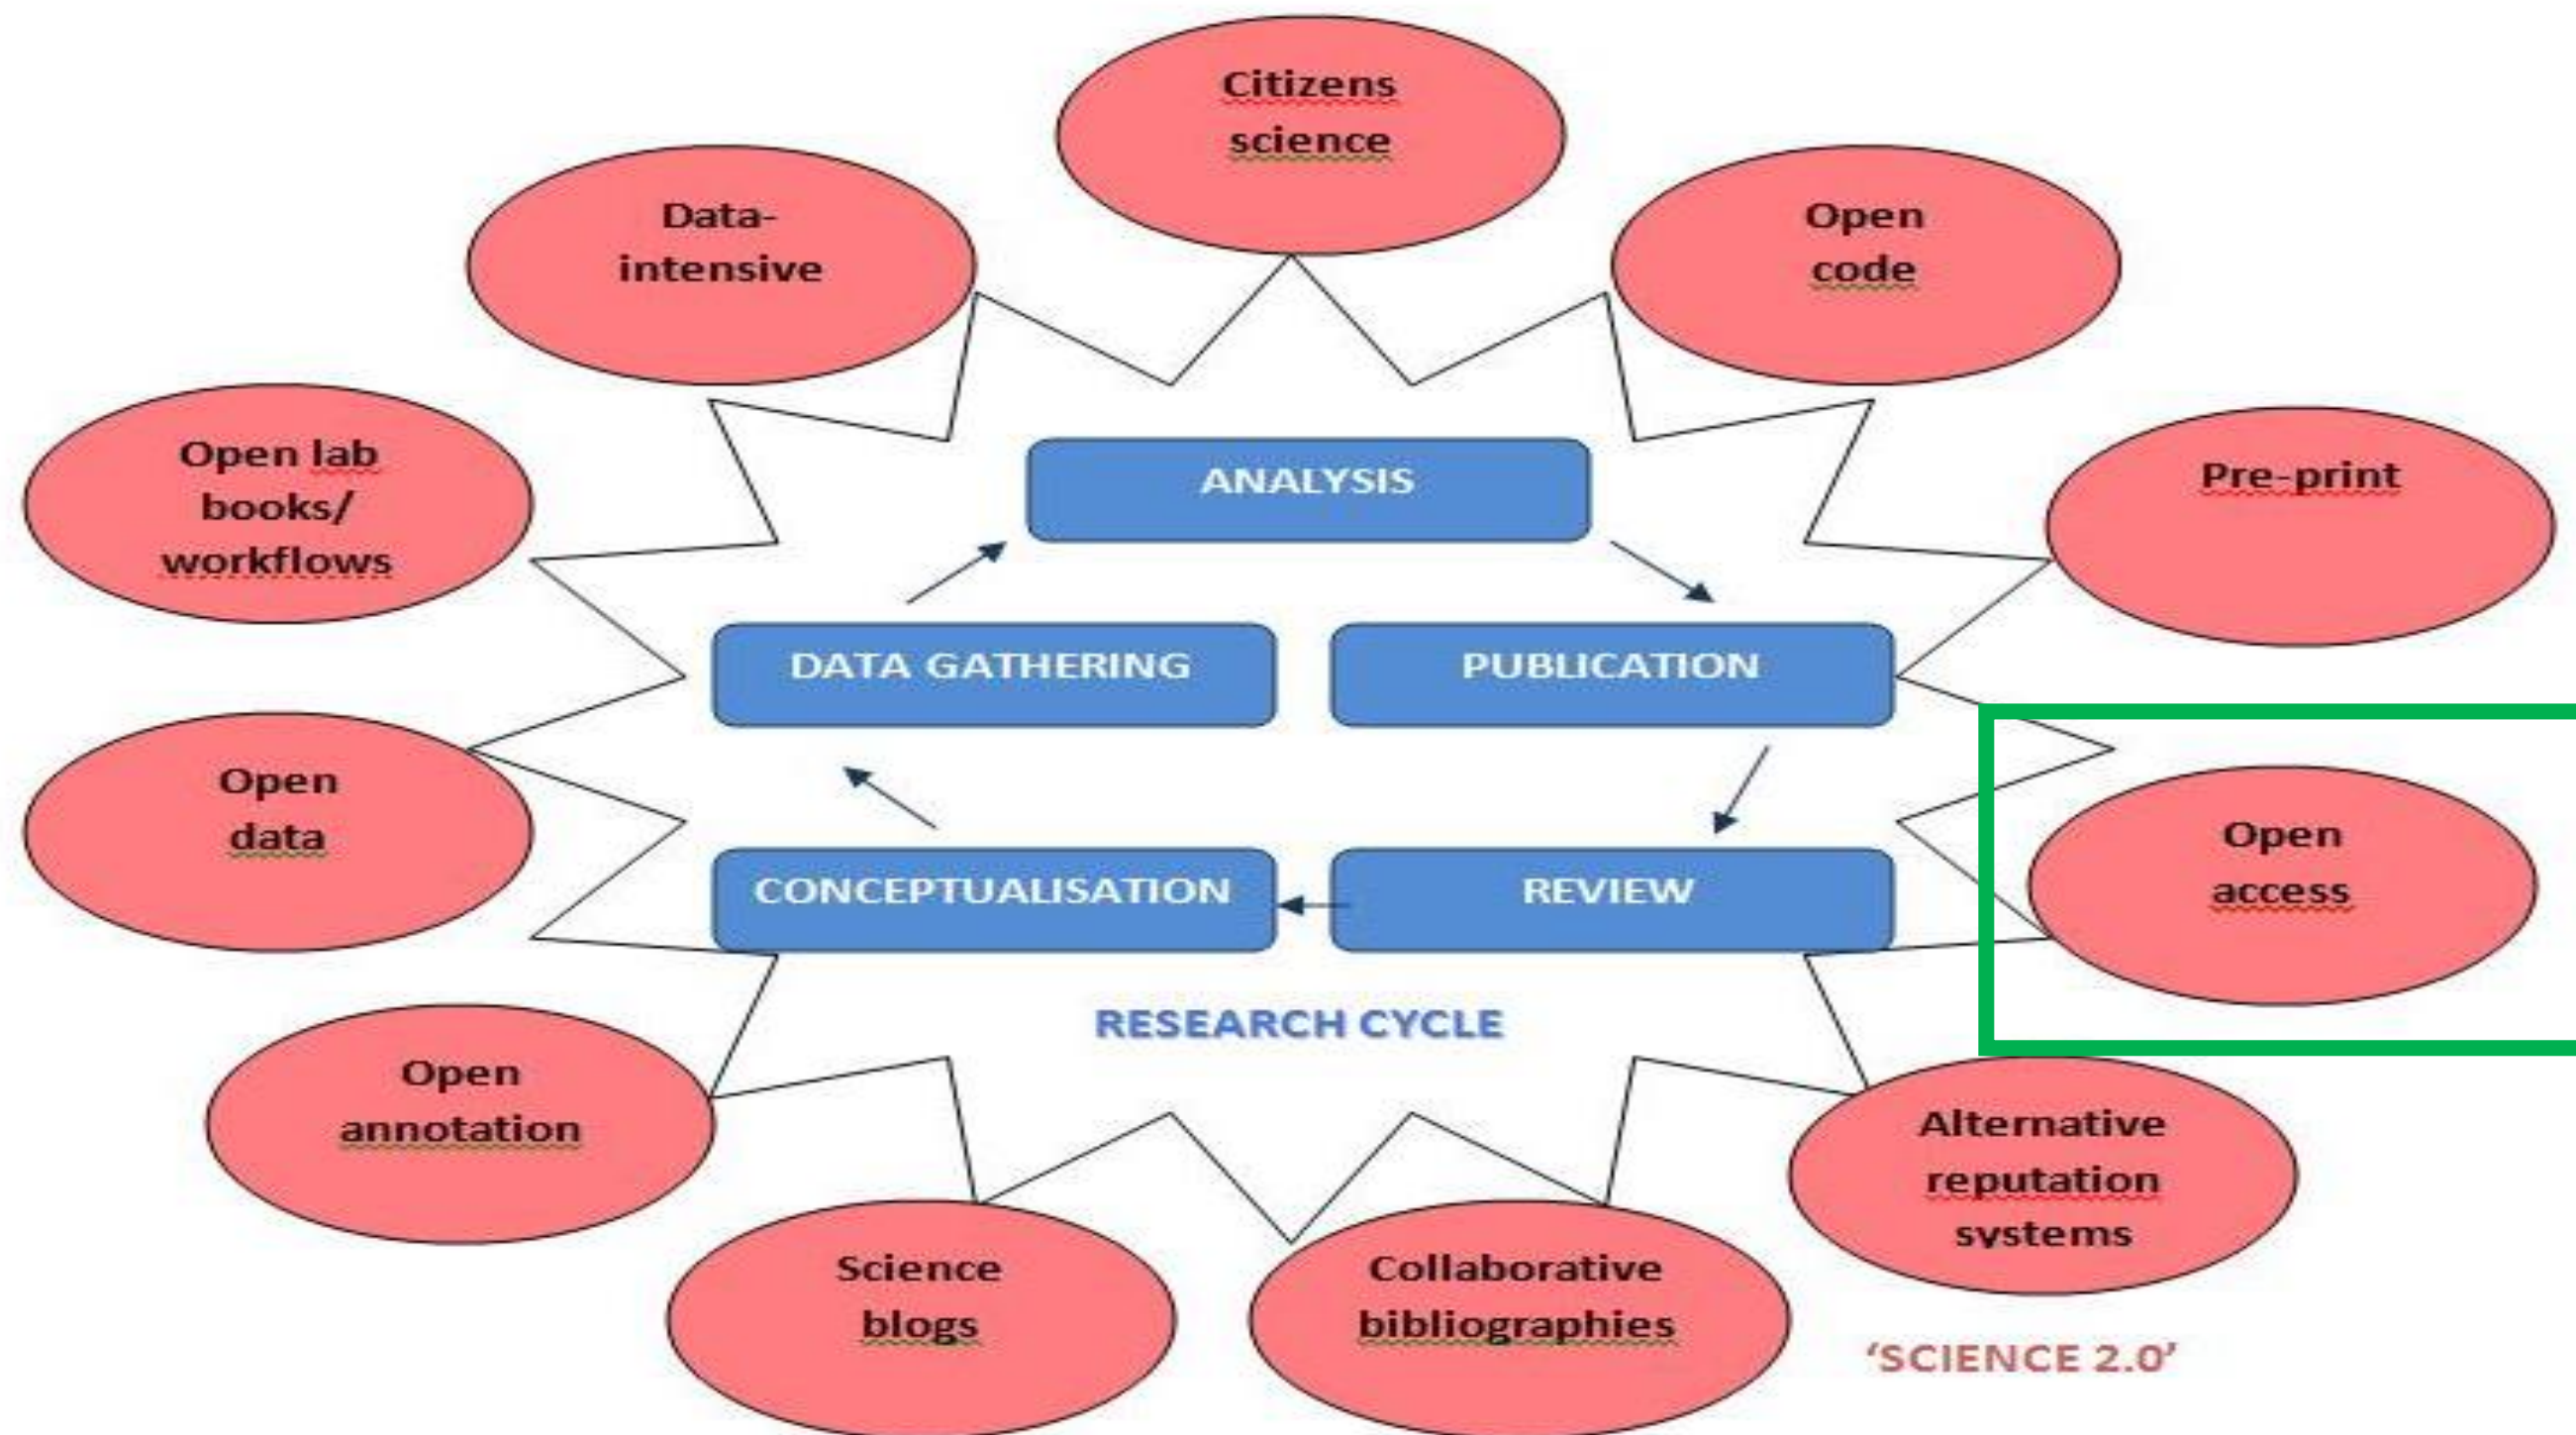 Citizens
science
Data-
intensive
Open
code
Open lab
books/
workflows
Pre-print
ANALYSIS
DATA GATHERING
PUBLICATION
Open
data
Open
access
CONCEPTUALISATION
REVIEW
RESEARCH CYCLE
Open
annotation
Alternative
reputation
systems
Science
blogs
Collaborative
bibliographies
‘SCIENCE 2.0’